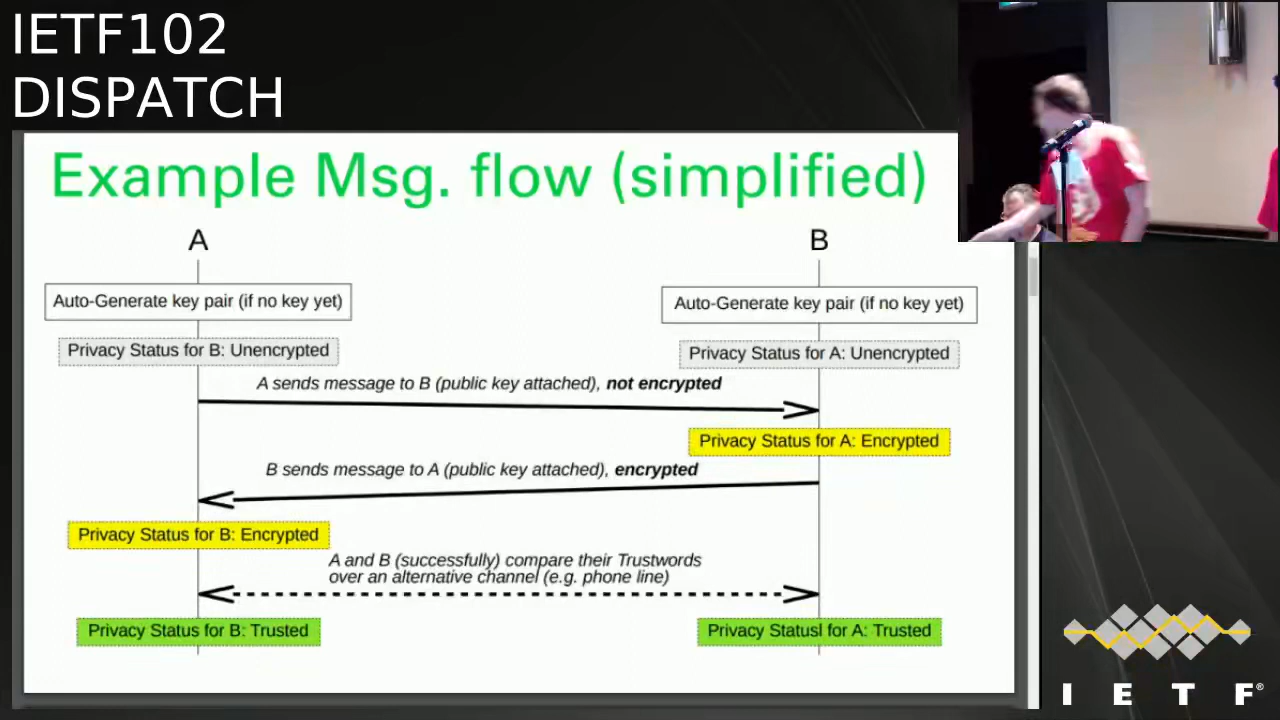 IETF102
DISPATCH
Example Msg. flow (simplified)
A
B
Auto-Generate key pair (if no key yet)
Auto-Generate key pair (if no key yet)
Privacy Status for B: Unencrypted
Privacy Status for A: Unencrypted
A sends message to B (public key attached), not encrypted
Privacy Status for A: Encrypted
B sends message to A (public key attached), encrypted
Privacy Status for B: Encrypted
A and B (successfully) compare their Trustwords
over an alternative channel (e.g. phone line)
Privacy Status for B: Trusted
Privacy Statusl for A: Trusted
I E T F®